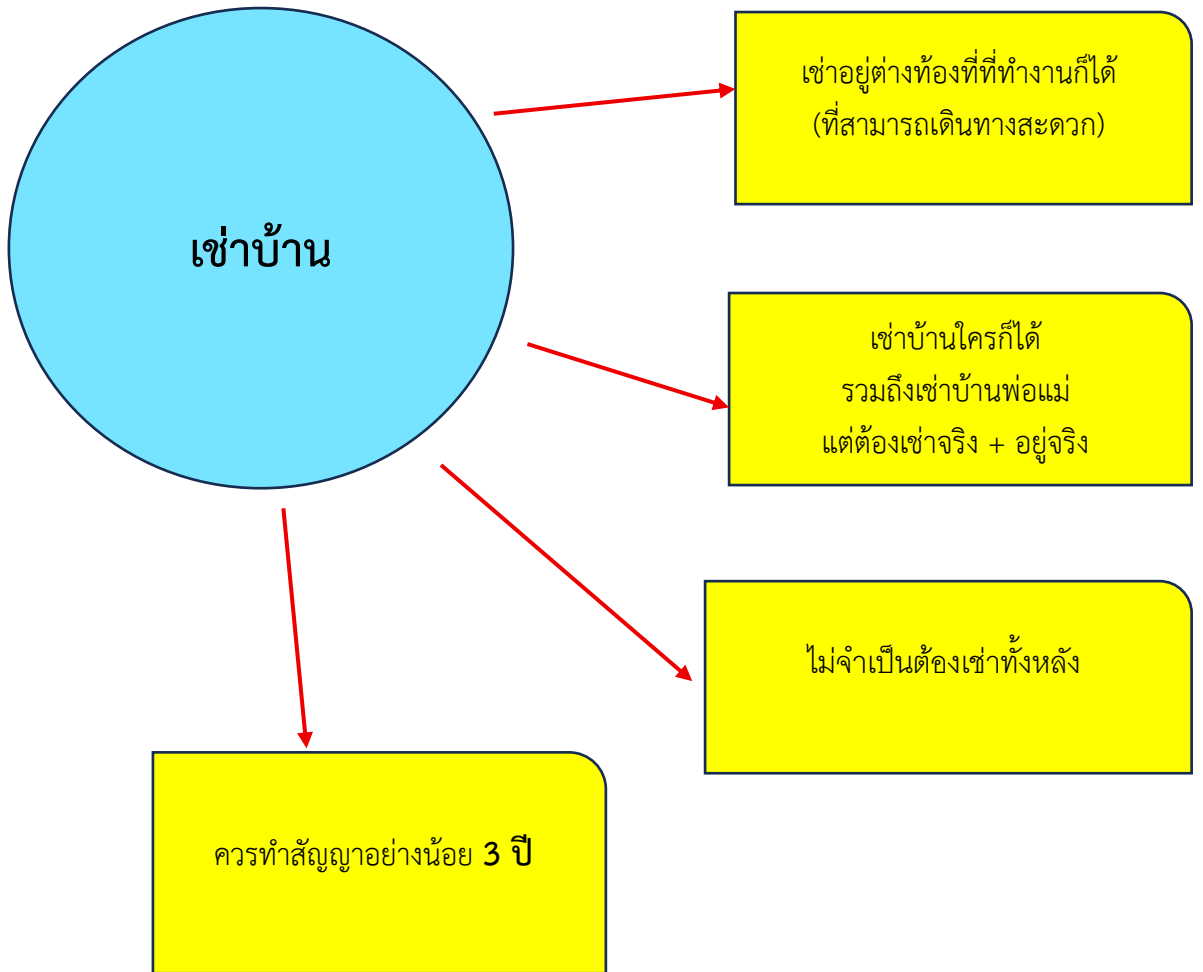 เช่าบ้าน
เช่าอยู่ต่างท้องที่ที่ทำงานก็ได้
(ที่สามารถเดินทางสะดวก)
เช่าบ้านใครก็ได้
รวมถึงเช่าบ้านพ่อแม่
แต่ต้องเช่าจริง + อยู่จริง
ไม่จำเป็นต้องเช่าทั้งหลัง
ควรทำสัญญาอย่างน้อย 3 ปี